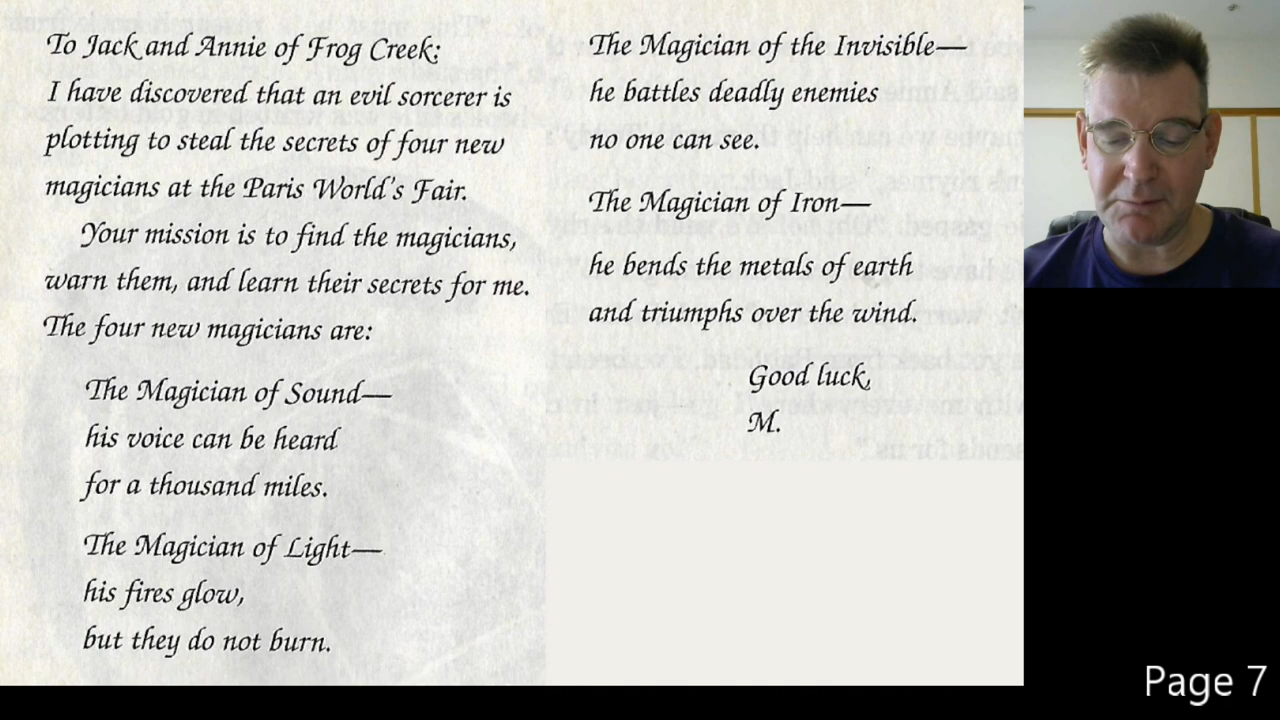 To Jack and Annie of Frog Creek:
I have discovered that an evil sorcerer is
plotting to steal the secrets of four new
magicians at the Paris World's Fair.
Your mission is to find the magicians,
warn them, and learn their secrets for me.
The four new magicians are:
The Magician of Sound—
his voice can be heard
for a thousand miles.
The Magician of Light—
his fires glow,
but they do not burn.
The Magician of the Invisible—
he battles deadly enemies
no one can see.
The Magician of Iron—
he bends the metals of earth
and triumphs over the wind.
Good luck,
M.
Page 7